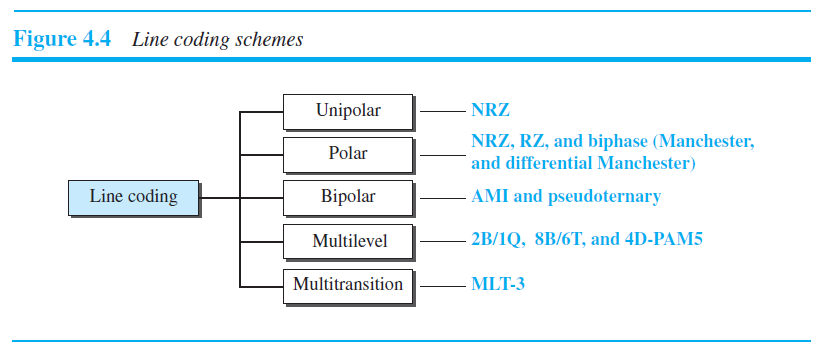 Figure 4.4 Line coding schemes
Unipolar
NRZ
Polar
NRZ, RZ, and biphase (Manchester,
and differential Manchester)
Line coding
Bipolar
AMI and pseudoternary
Multilevel
2B/1Q, 8B/6T, and 4D-PAM5
Multitransition
MLT-3